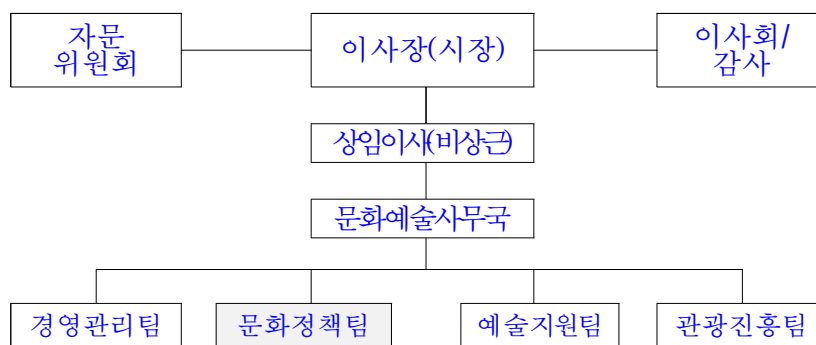 자문
위원회
이사장(시장)
이사회/
감사
상임이사(비상근)
문화예술사무국
경영관리팀
문화정책팀
예술지원팀
관광진흥팀